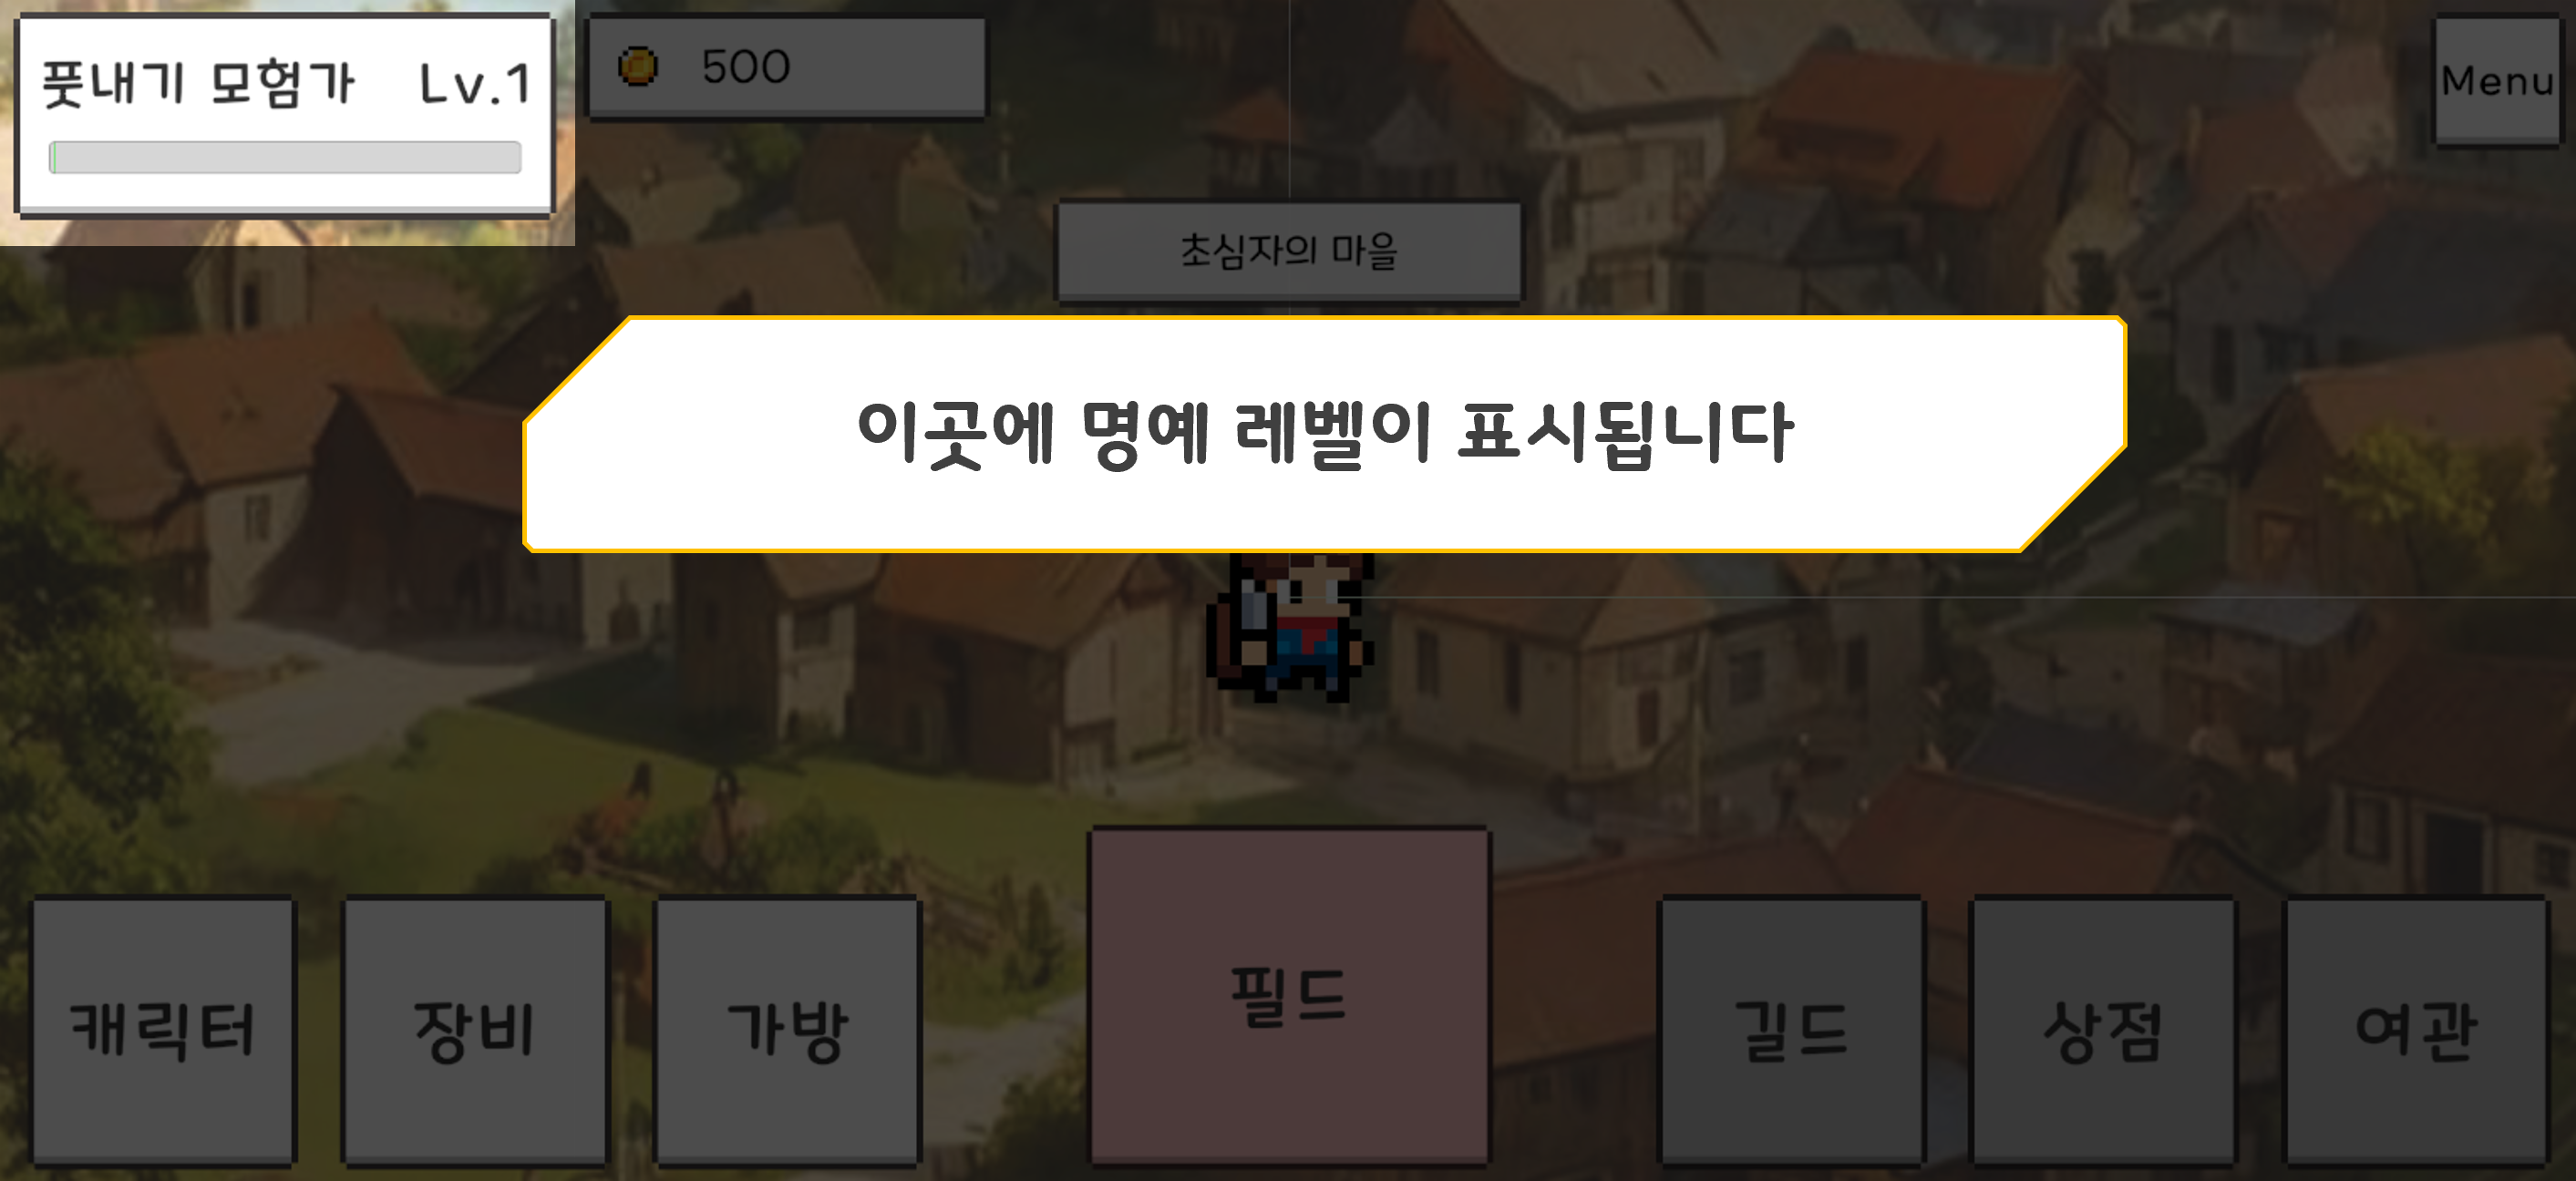 풋내기 모험가 Lv.1
500
Menu
초심자의 마을
이곳에 명예 레벨이 표시됩니다
캐릭터
장비
가방
필드
길드
상점
여관